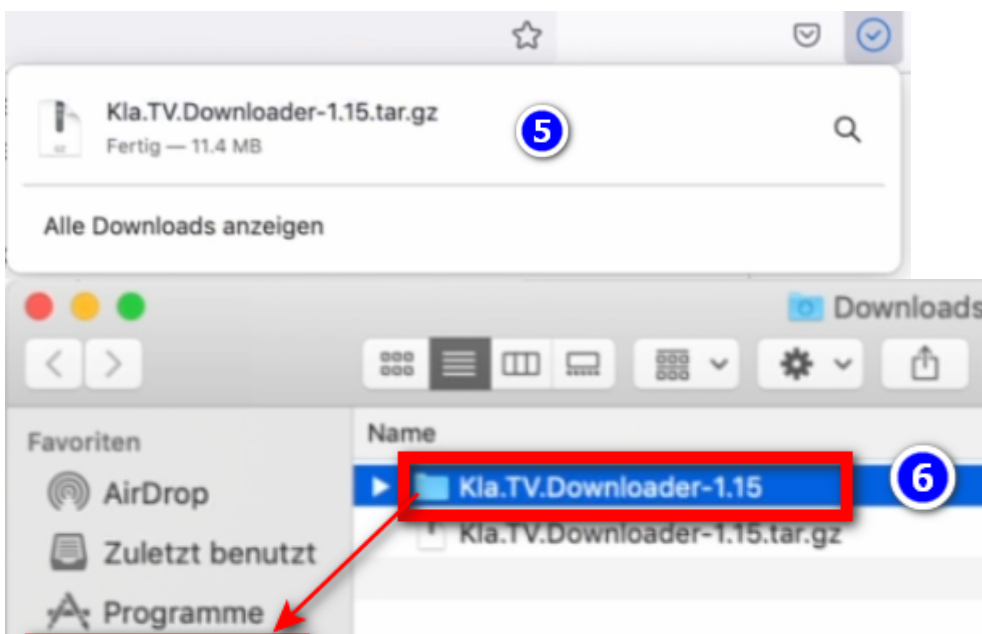 Kla.TV.Downloader-1.15.tar.gz
Fertig — 11.4 MB
5
Alle Downloads anzeigen
Downloads
Favoriten
Name
AirDrop
Kla.TV.Downloader-1.15
6
Zuletzt benutzt
Kla.TV.Downloader-1.15.tar.gz
Programme